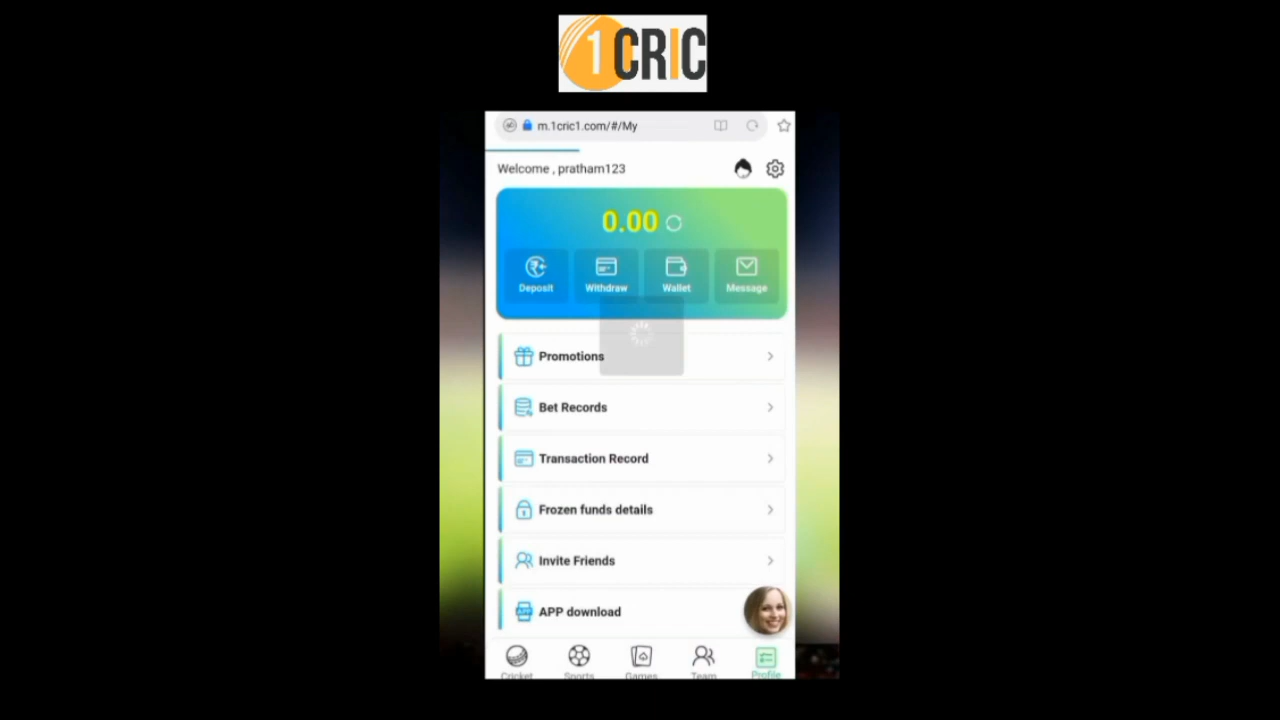 1CRIC
m.1cric1.com/#/My
Welcome , pratham123
0.00
Deposit Withdraw Wallet Message
Promotions
Bet Records
Transaction Record
Frozen funds details
Invite Friends
APP download
Cricket Sports Games Team Profile